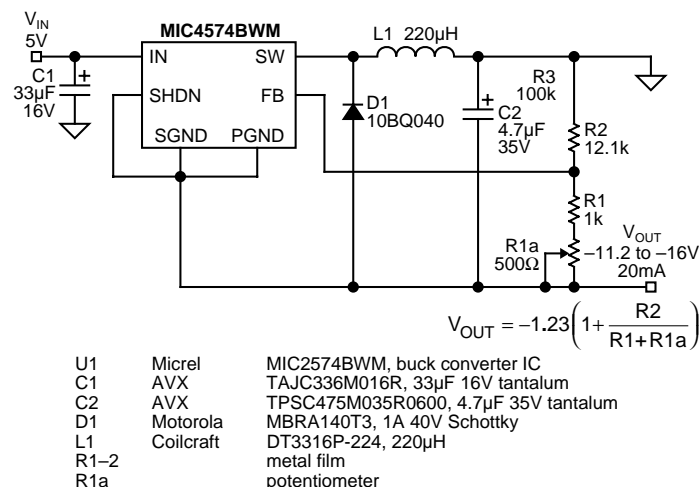 V_IN
5V
C1
33µF
16V
MIC4574BWM
IN
SW
SHDN
FB
SGND
PGND
L1 220µH
D1
10BQ040
C2
4.7µF
35V
R3
100k
R2
12.1k
R1
1k
R1a
500Ω
V_OUT
–11.2 to –16V
20mA
V_OUT = –1.23(1+ R2 / (R1+R1a))
U1 Micrel MIC2574BWM, buck converter IC
C1 AVX TAJC336M016R, 33µF 16V tantalum
C2 AVX TPSC475M035R0600, 4.7µF 35V tantalum
D1 Motorola MBRA140T3, 1A 40V Schottky
L1 Coilcraft DT3316P-224, 220µH
R1–2 metal film
R1a potentiometer